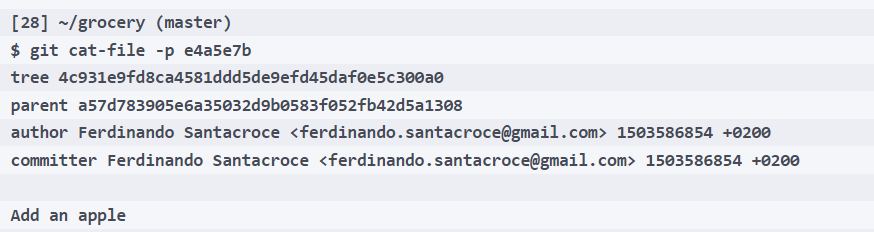 [28] ~/grocery (master)
$ git cat-file -p e4a5e7b
tree 4c931e9fd8ca4581ddd5de9efd45daf0e5c300a0
parent a57d783905e6a35032d9b0583f052fb42d5a1308
author Ferdinando Santacroce <ferdinando.santacroce@gmail.com> 1503586854 +0200
committer Ferdinando Santacroce <ferdinando.santacroce@gmail.com> 1503586854 +0200
Add an apple